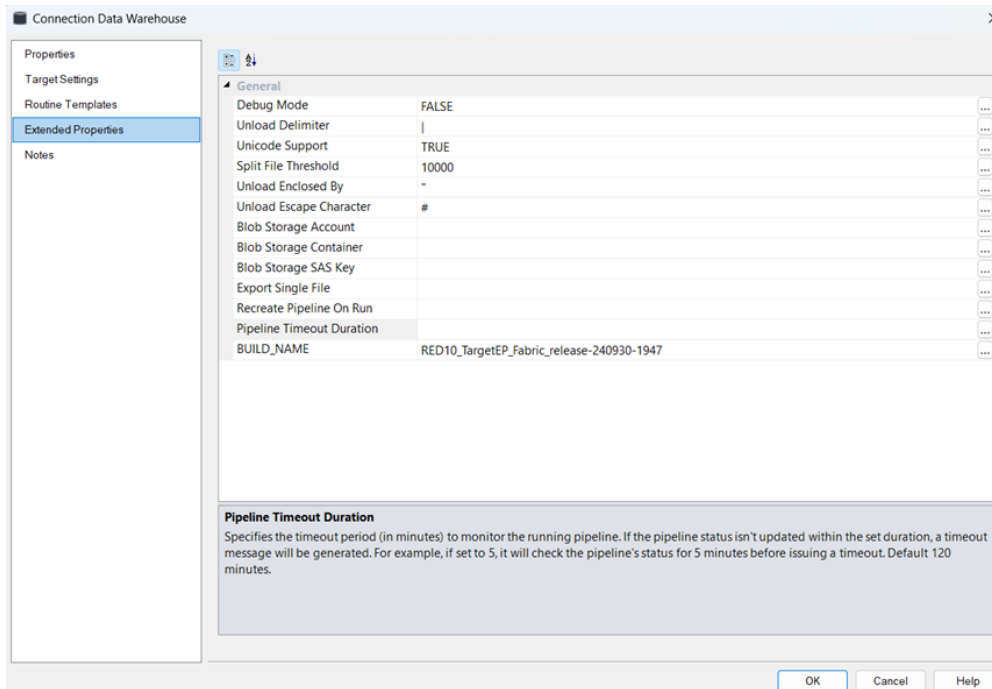 Connection Data Warehouse
Properties
Target Settings
Routine Templates
Extended Properties
Notes
General
Debug Mode FALSE
Unload Delimiter |
Unicode Support TRUE
Split File Threshold 10000
Unload Enclosed By "
Unload Escape Character #
Blob Storage Account
Blob Storage Container
Blob Storage SAS Key
Export Single File
Recreate Pipeline On Run
Pipeline Timeout Duration
BUILD_NAME RED10_TargetEP_Fabric_release-240930-1947
Pipeline Timeout Duration
Specifies the timeout period (in minutes) to monitor the running pipeline. If the pipeline status isn't updated within the set duration, a timeout
message will be generated. For example, if set to 5, it will check the pipeline's status for 5 minutes before issuing a timeout. Default 120
minutes.
OK Cancel Help